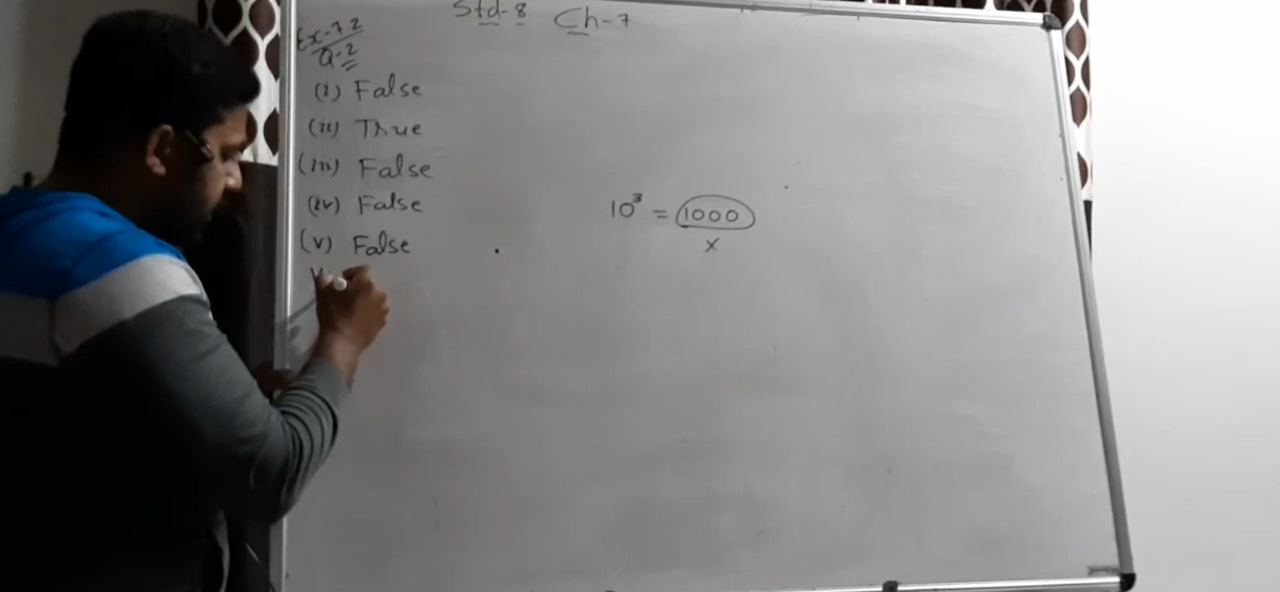 Std-8 Ch-7
Ex-7.2
Q-2
(i) False
(ii) True
(iii) False
(iv) False
(v) False
10³ = 1000
x